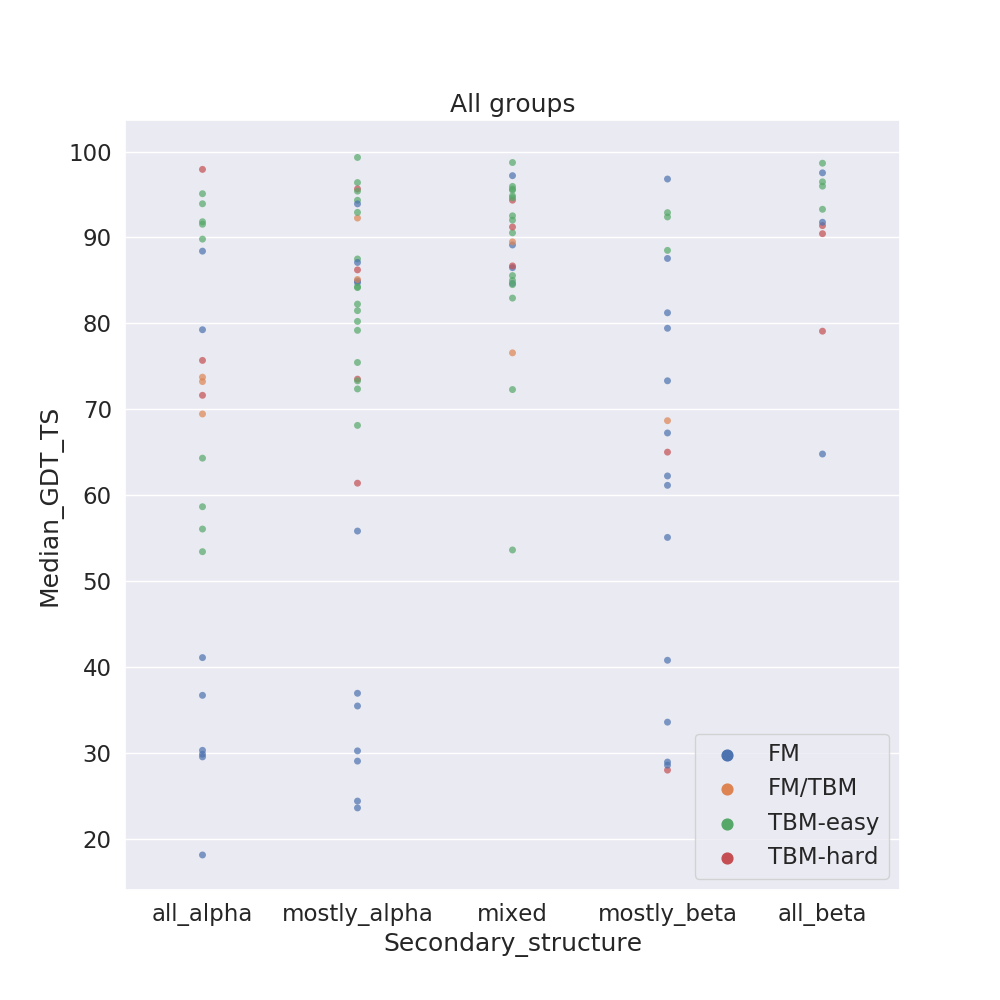 All groups
100
90
80
70
60
50
40
30
20
Median_GDT_TS
FM
FM/TBM
TBM-easy
TBM-hard
all_alpha mostly_alpha mixed mostly_beta all_beta
Secondary_structure